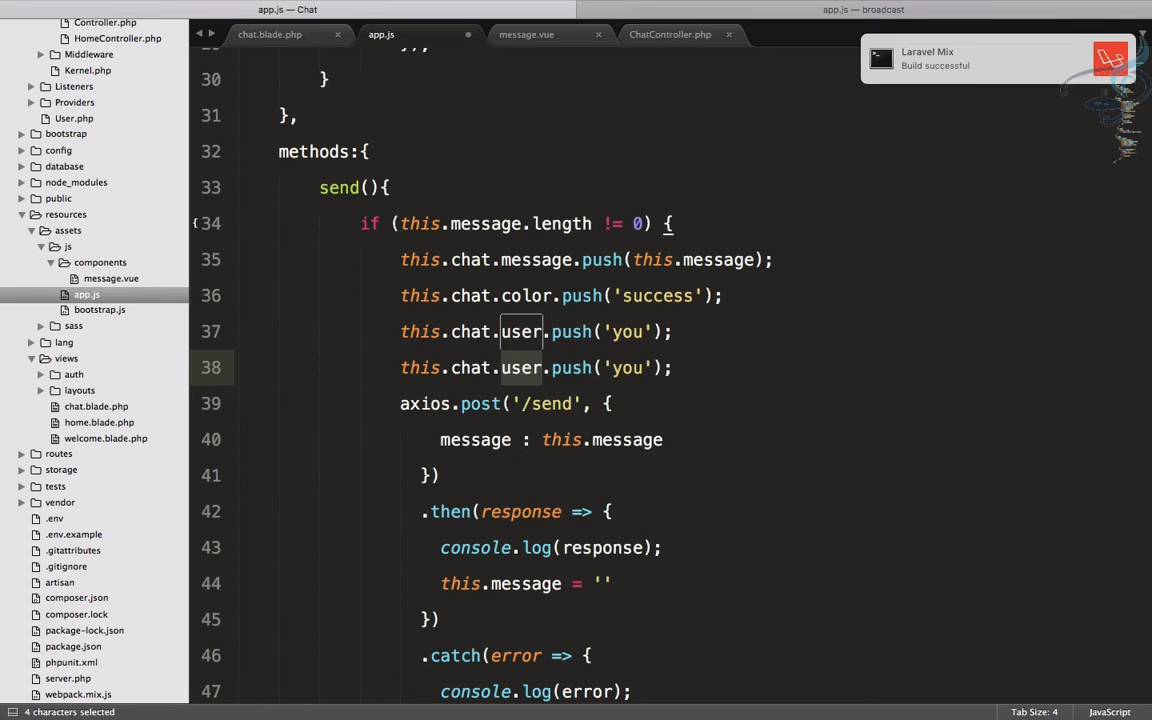 app.js — Chat
app.js — broadcast
chat.blade.php
app.js
message.vue
ChatController.php
Laravel Mix
Build successful
Controller.php
HomeController.php
Middleware
Kernel.php
Listeners
Providers
User.php
bootstrap
config
database
node_modules
public
resources
assets
js
components
message.vue
app.js
bootstrap.js
sass
lang
views
auth
layouts
chat.blade.php
home.blade.php
welcome.blade.php
routes
storage
tests
vendor
.env
.env.example
.gitattributes
.gitignore
artisan
composer.json
composer.lock
package-lock.json
package.json
phpunit.xml
server.php
webpack.mix.js
30 }
31 },
32 methods:{
33 send(){
34 if (this.message.length != 0) {
35 this.chat.message.push(this.message);
36 this.chat.color.push('success');
37 this.chat.user.push('you');
38 this.chat.user.push('you');
39 axios.post('/send', {
40 message : this.message
41 })
42 .then(response => {
43 console.log(response);
44 this.message = ''
45 })
46 .catch(error => {
47 console.log(error);
4 characters selected
Tab Size: 4
JavaScript